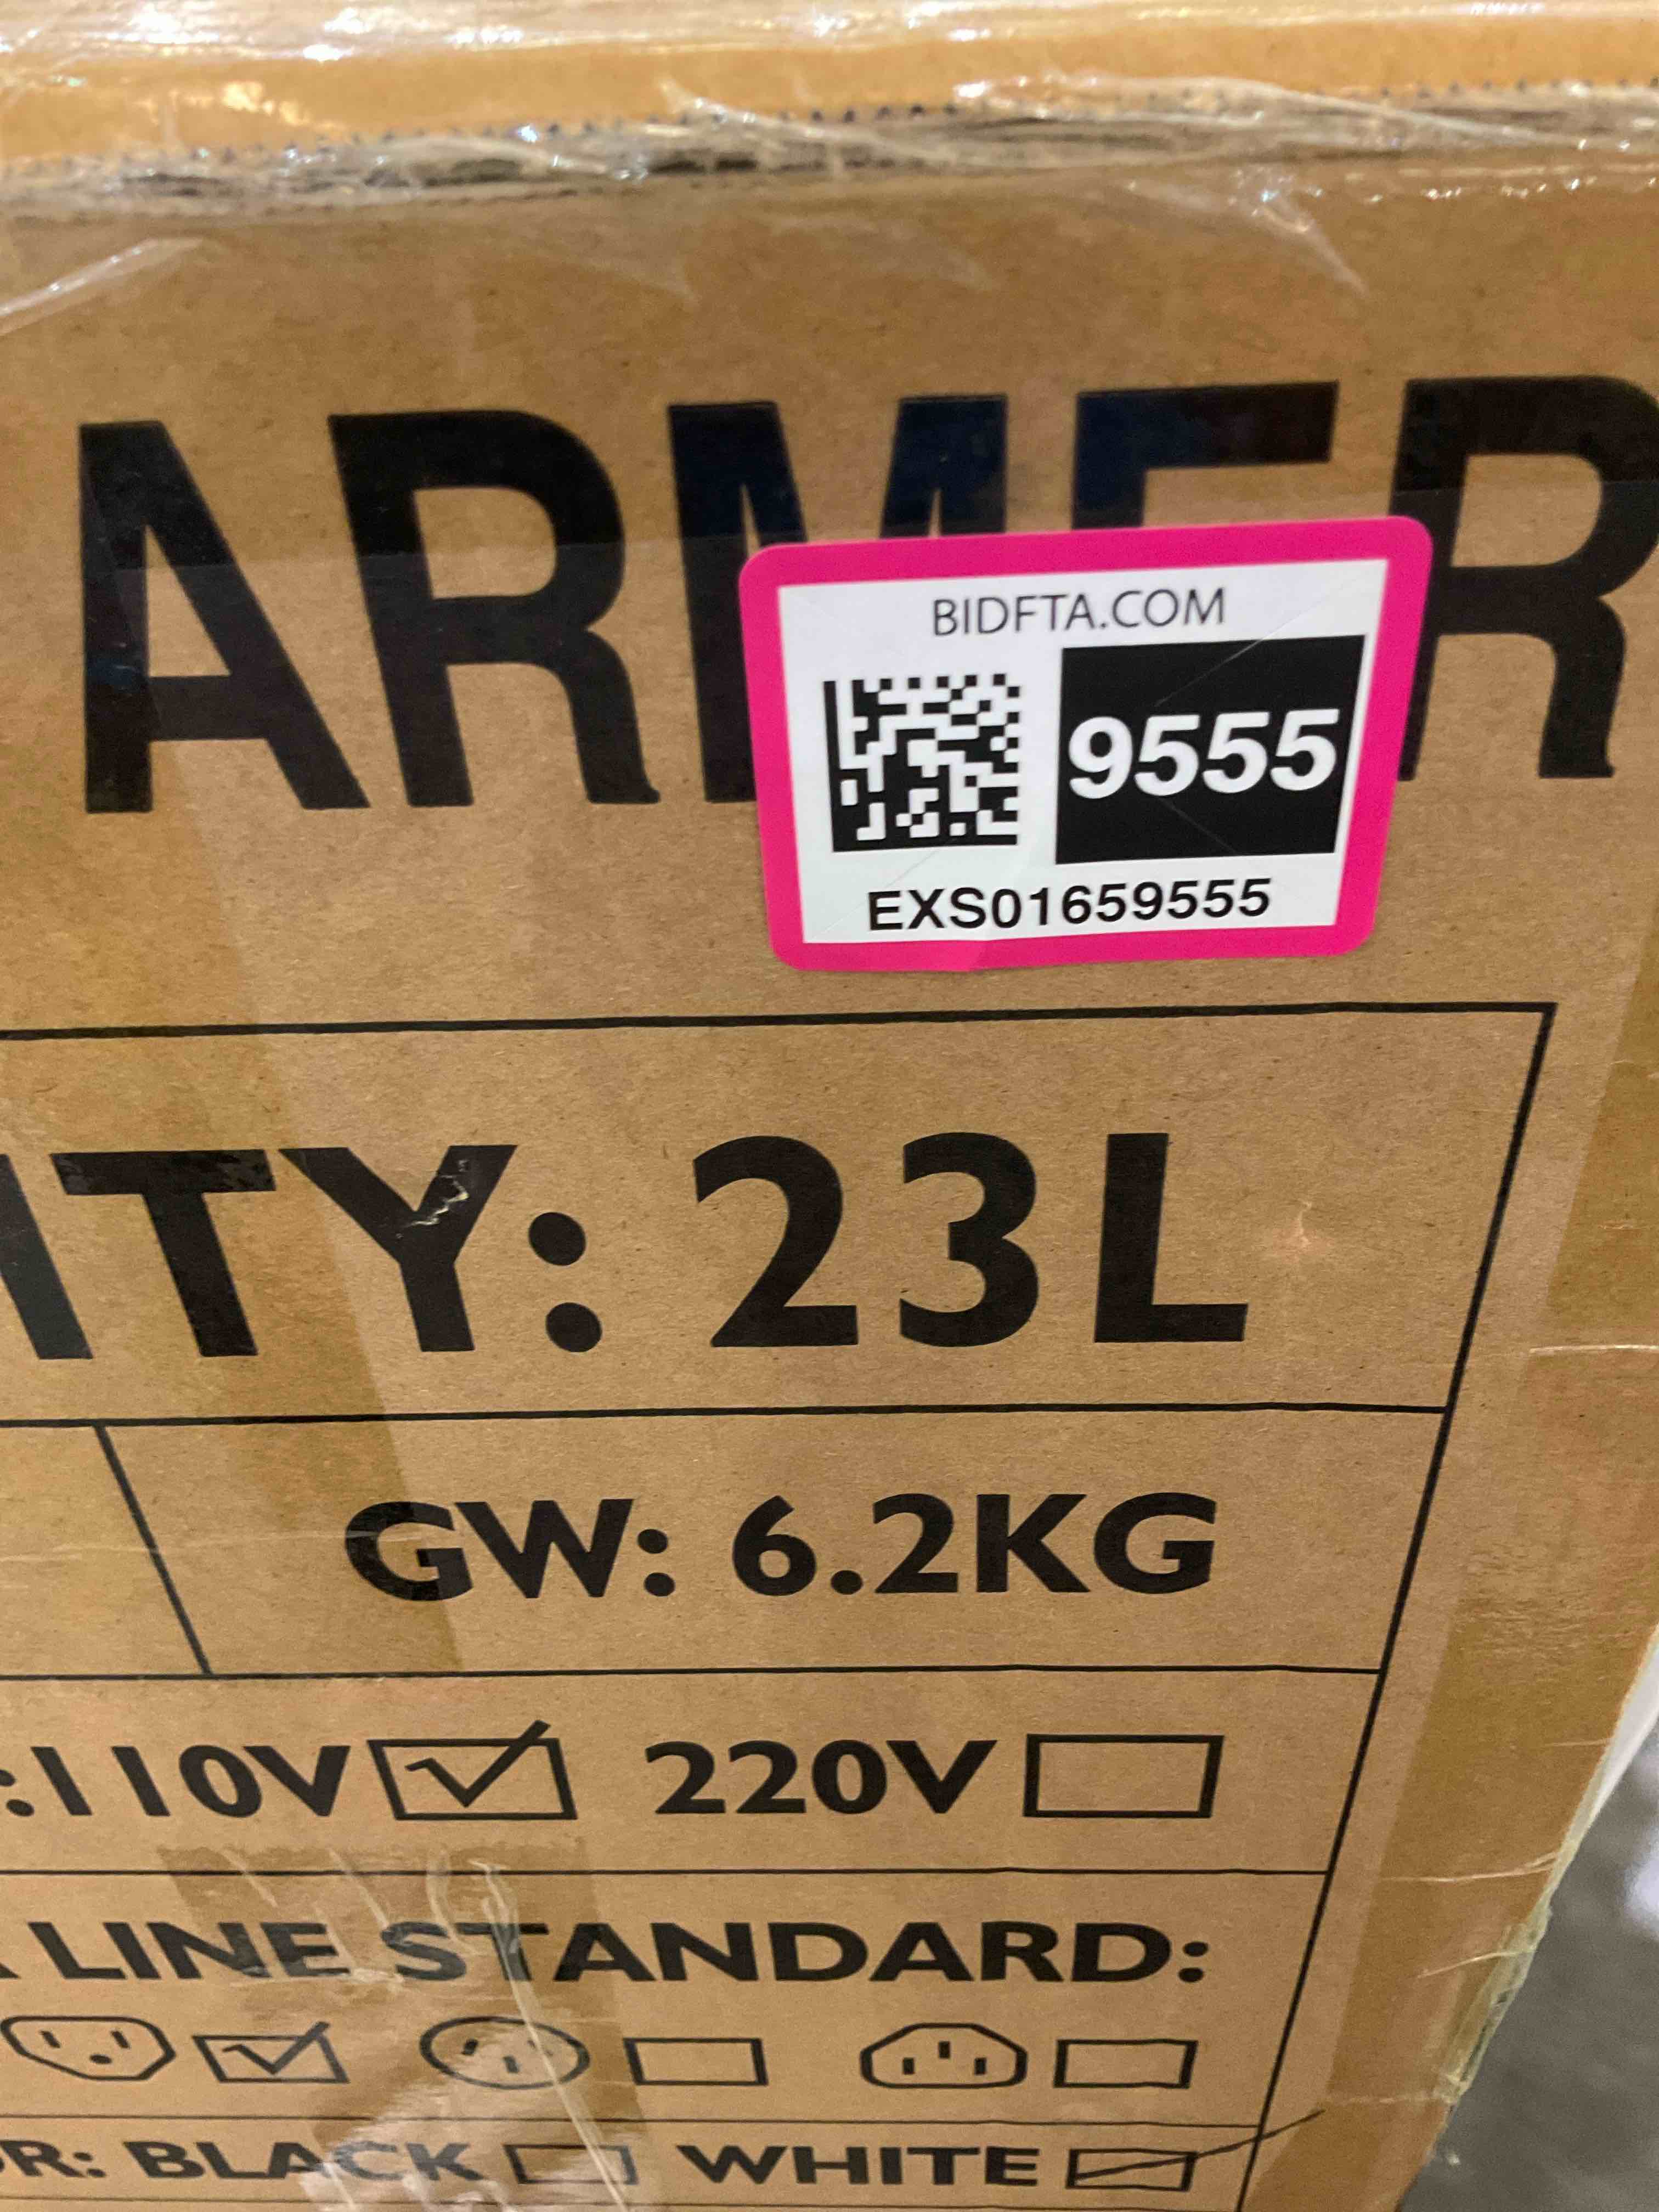 ARMER
BIDFTA.COM
9555
EXS01659555
ITY: 23L
GW: 6.2KG
:110V 220V
LINE STANDARD:
R: BLACK WHITE